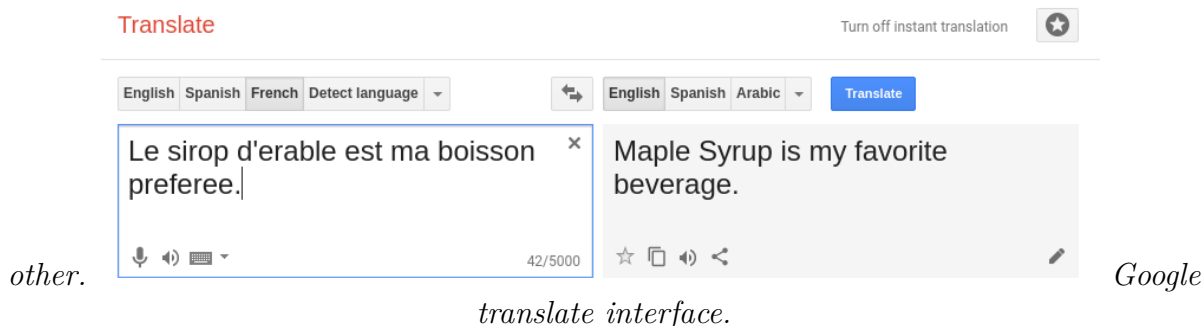 Translate
Turn off instant translation
English Spanish French Detect language
English Spanish Arabic
Translate
Le sirop d'erable est ma boisson
preferee.
42/5000
Maple Syrup is my favorite
beverage.
other.
Google
translate interface.